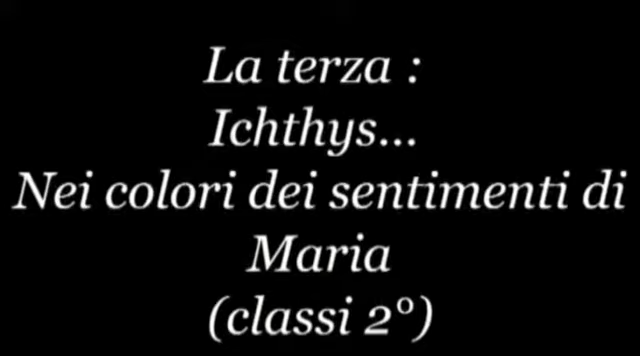 La terza :
Ichthys...
Nei colori dei sentimenti di
Maria
(classi 2°)